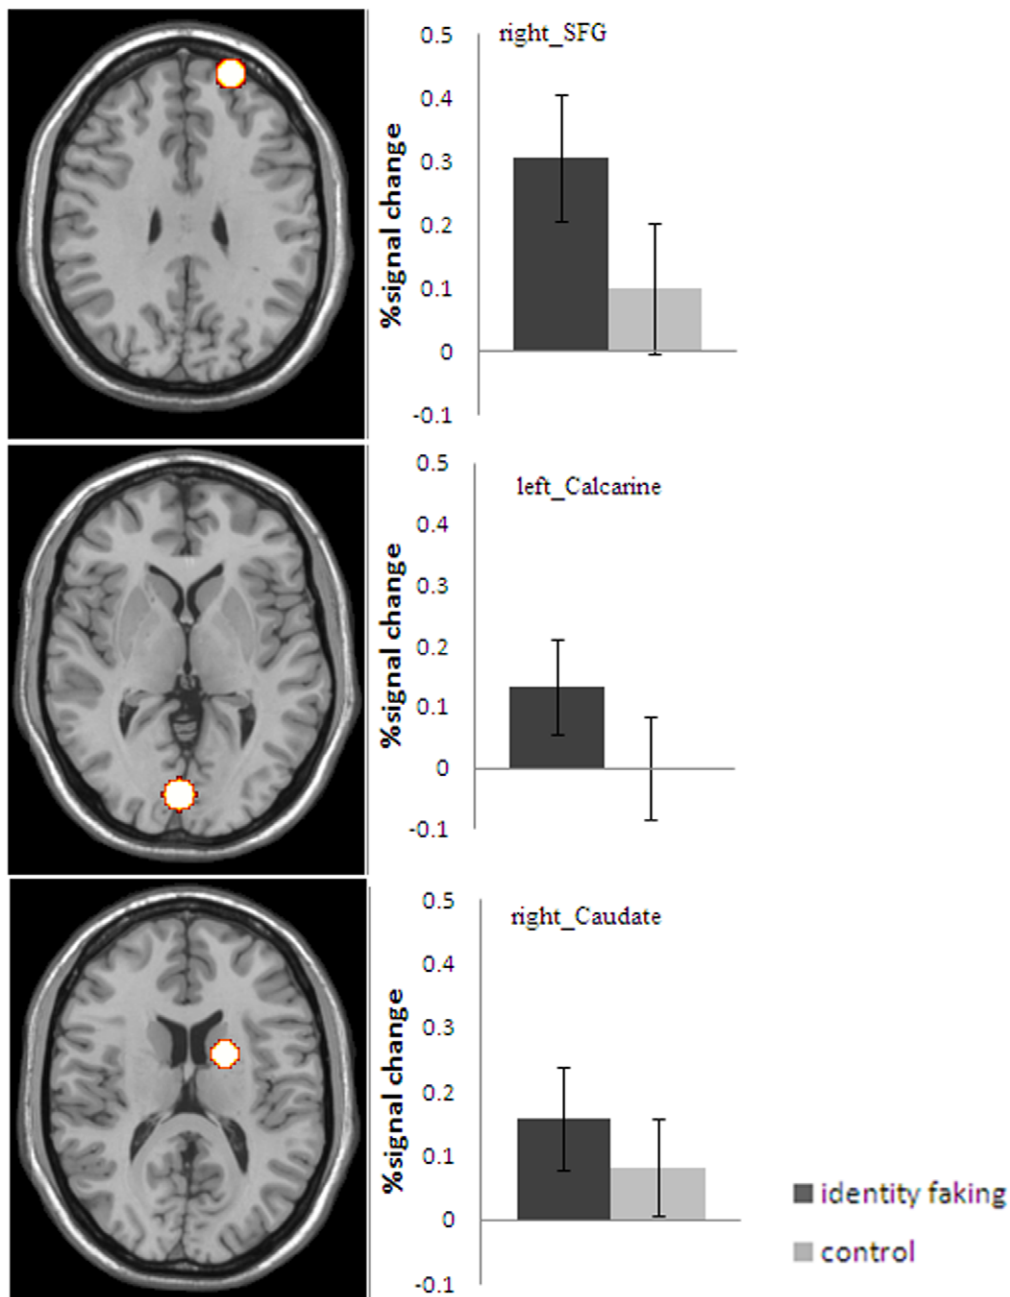 right_SFG
%signal change
0.5
0.4
0.3
0.2
0.1
0
-0.1
left_Calcarine
%signal change
0.5
0.4
0.3
0.2
0.1
0
-0.1
right_Caudate
%signal change
0.5
0.4
0.3
0.2
0.1
0
-0.1
identity faking
control